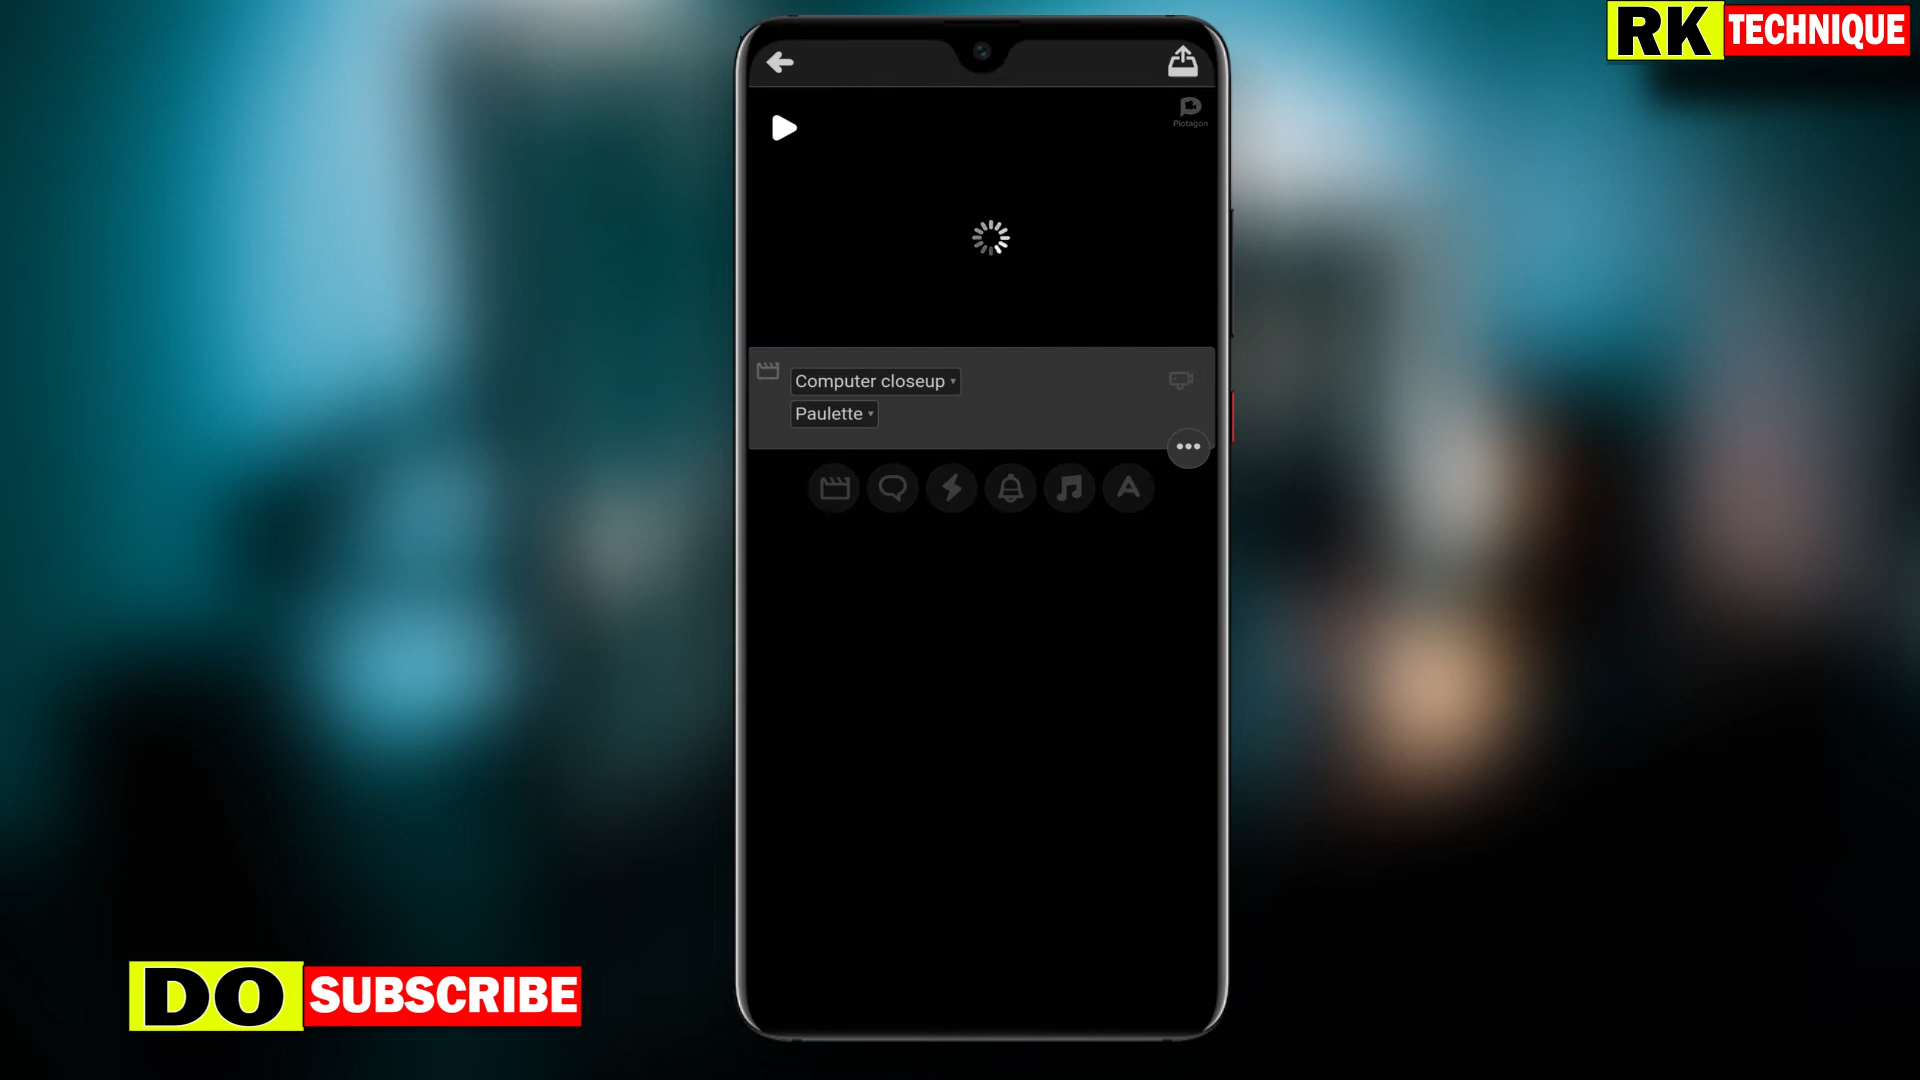 RK TECHNIQUE
Plotagon
Computer closeup
Paulette
DO SUBSCRIBE